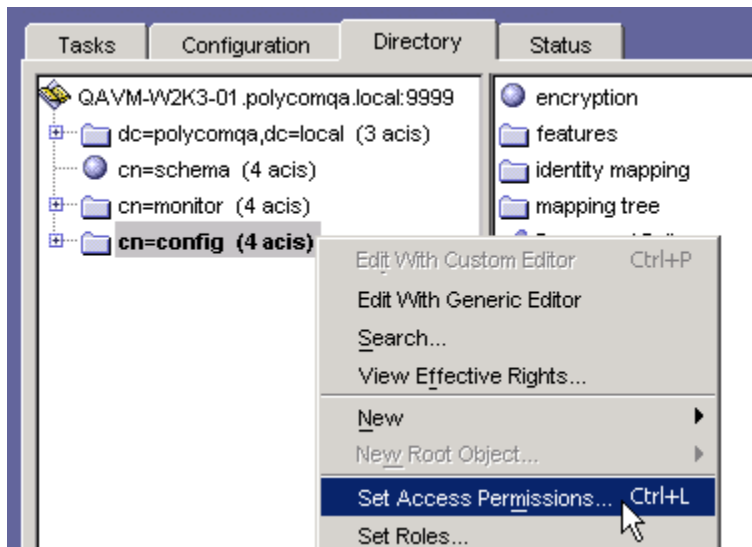 Tasks
Configuration
Directory
Status
QAVM-W2K3-01.polycomqa.local:9999
dc=polycomqa,dc=local (3 acis)
cn=schema (4 acis)
cn=monitor (4 acis)
cn=config (4 acis)
encryption
features
identity mapping
mapping tree
Edit With Custom Editor Ctrl+P
Edit With Generic Editor
Search...
View Effective Rights...
New
New Root Object...
Set Access Permissions... Ctrl+L
Set Roles...